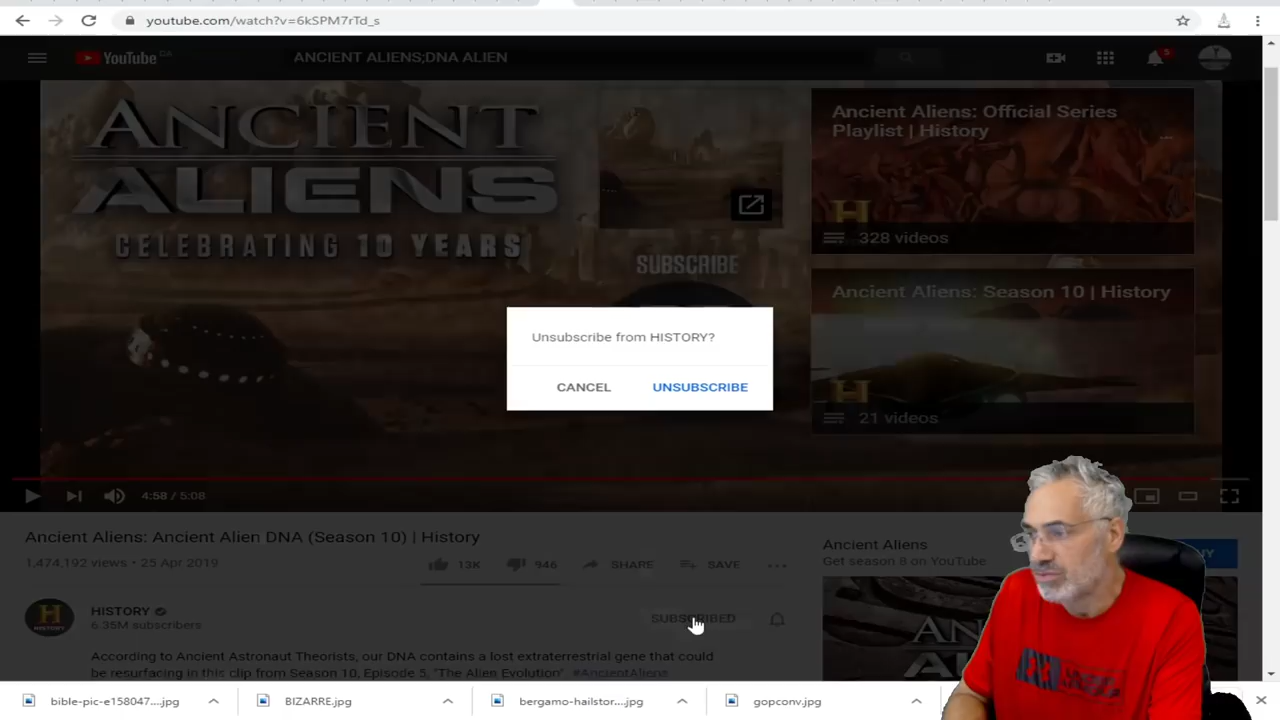 youtube.com/watch?v=6kSPM7rTd_s
YouTube CA
ANCIENT ALIENS;DNA ALIEN
5
ANCIENT
ALIENS
CELEBRATING 10 YEARS
SUBSCRIBE
Ancient Aliens: Official Series
Playlist | History
H
328 videos
Ancient Aliens: Season 10 | History
H
21 videos
Unsubscribe from HISTORY?
CANCEL
UNSUBSCRIBE
4:58 / 5:08
Ancient Aliens: Ancient Alien DNA (Season 10) | History
1,474,192 views • 25 Apr 2019
13K
946
SHARE
SAVE
Ancient Aliens
Get season 8 on YouTube
H
HISTORY
HISTORY
6.35M subscribers
SUBSCRIBED
According to Ancient Astronaut Theorists, our DNA contains a lost extraterrestrial gene that could
be resurfacing in this clip from Season 10, Episode 5, "The Alien Evolution". #AncientAliens
bible-pic-e158047....jpg
BIZARRE.jpg
bergamo-hailstor....jpg
gopconv.jpg